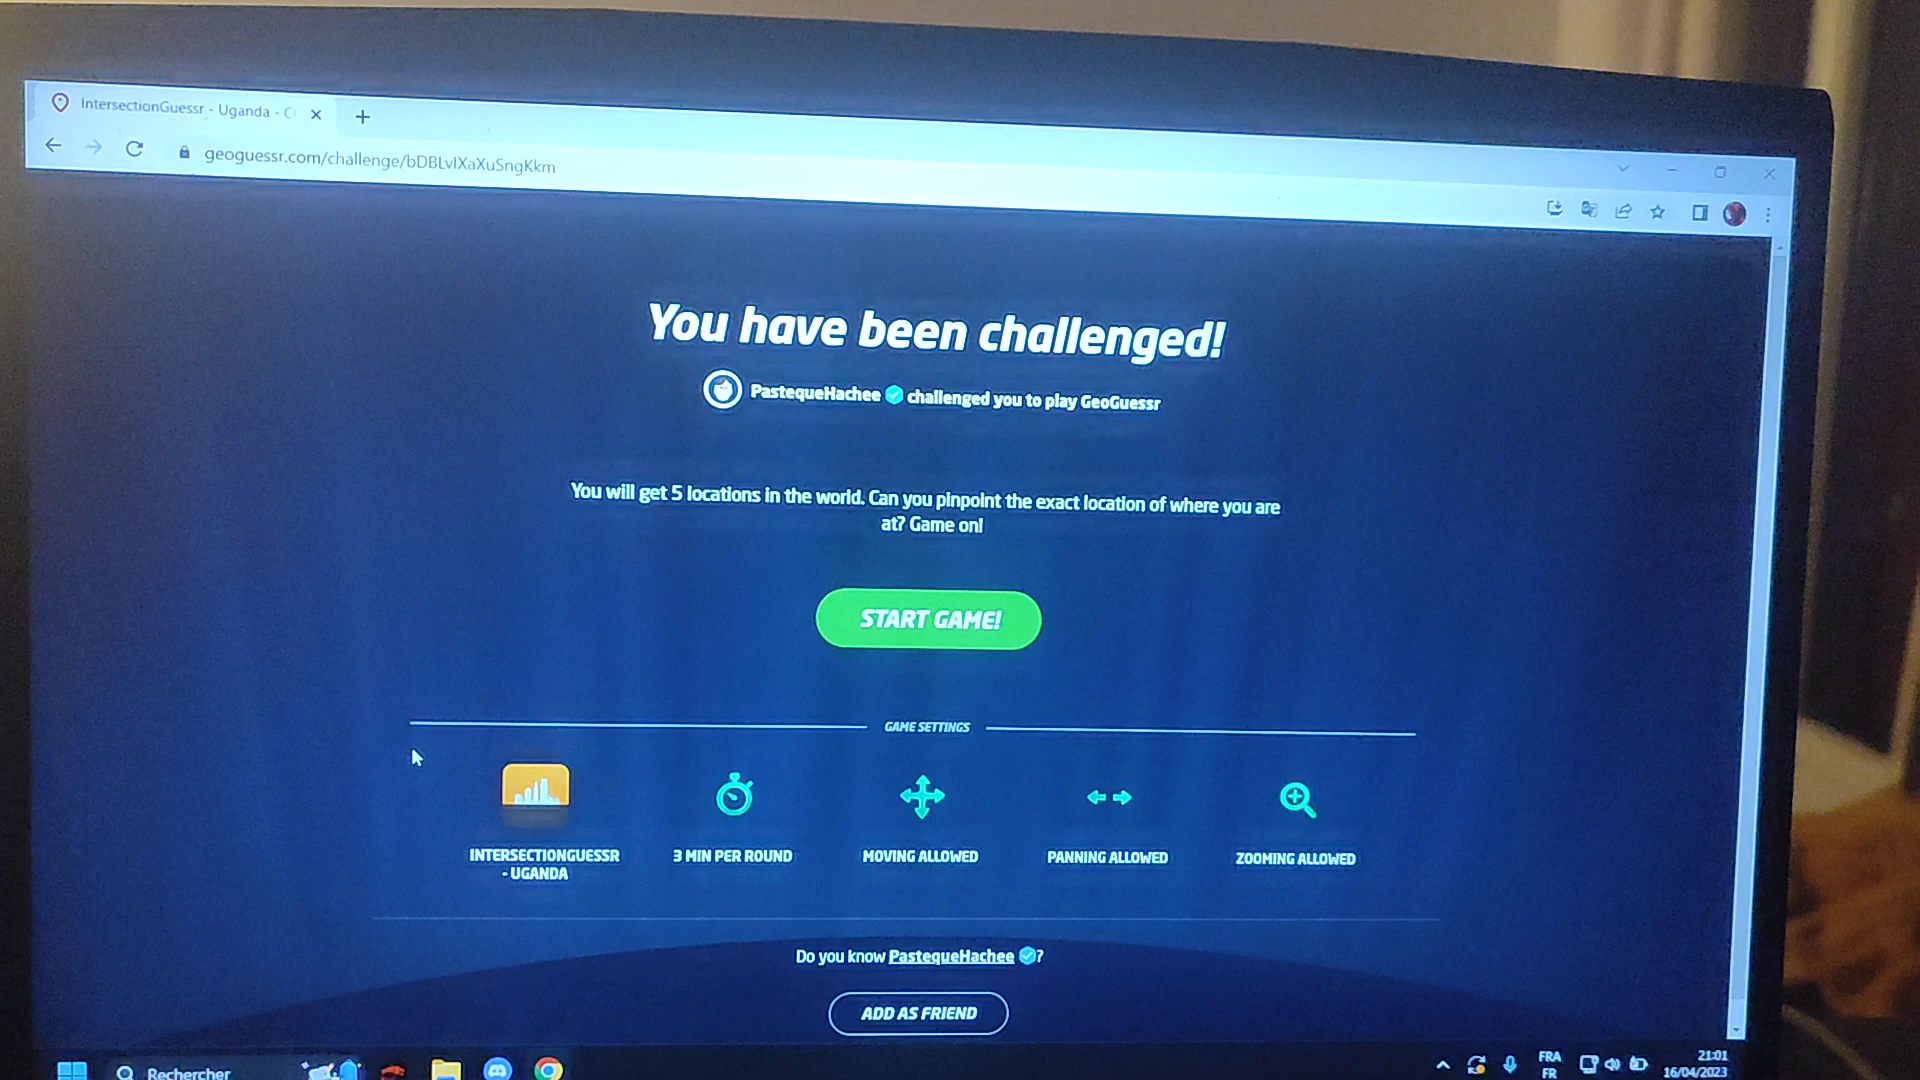 IntersectionGuessr - Uganda - C
geoguessr.com/challenge/bDBLvIXaXuSngKkm
You have been challenged!
PastequeHachee challenged you to play GeoGuessr
You will get 5 locations in the world. Can you pinpoint the exact location of where you are
at? Game on!
START GAME!
GAME SETTINGS
INTERSECTIONGUESSR
- UGANDA
3 MIN PER ROUND
MOVING ALLOWED
PANNING ALLOWED
ZOOMING ALLOWED
Do you know PastequeHachee ?
ADD AS FRIEND
Rechercher
FRA
FR
21:01
16/04/2023